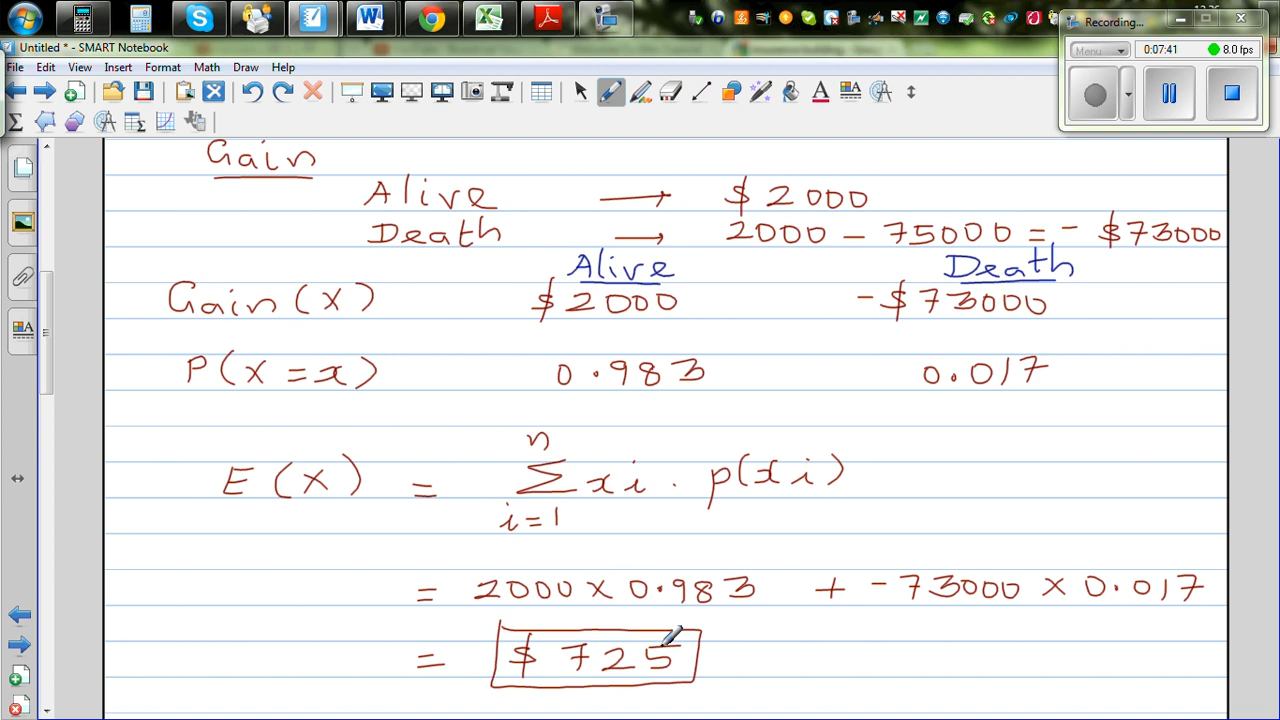 Recording...
Untitled * - SMART Notebook
Menu
0:07:41
8.0 fps
File Edit View Insert Format Math Draw Help
Gain
Alive → $2000
Death → 2000 - 75000 = - $73000
Alive Death
Gain (X) $2000 -$73000
P(X=x) 0.983 0.017
n
E(X) = Σ xi . p(xi)
i=1
= 2000 × 0.983 + -73000 × 0.017
= $ 725